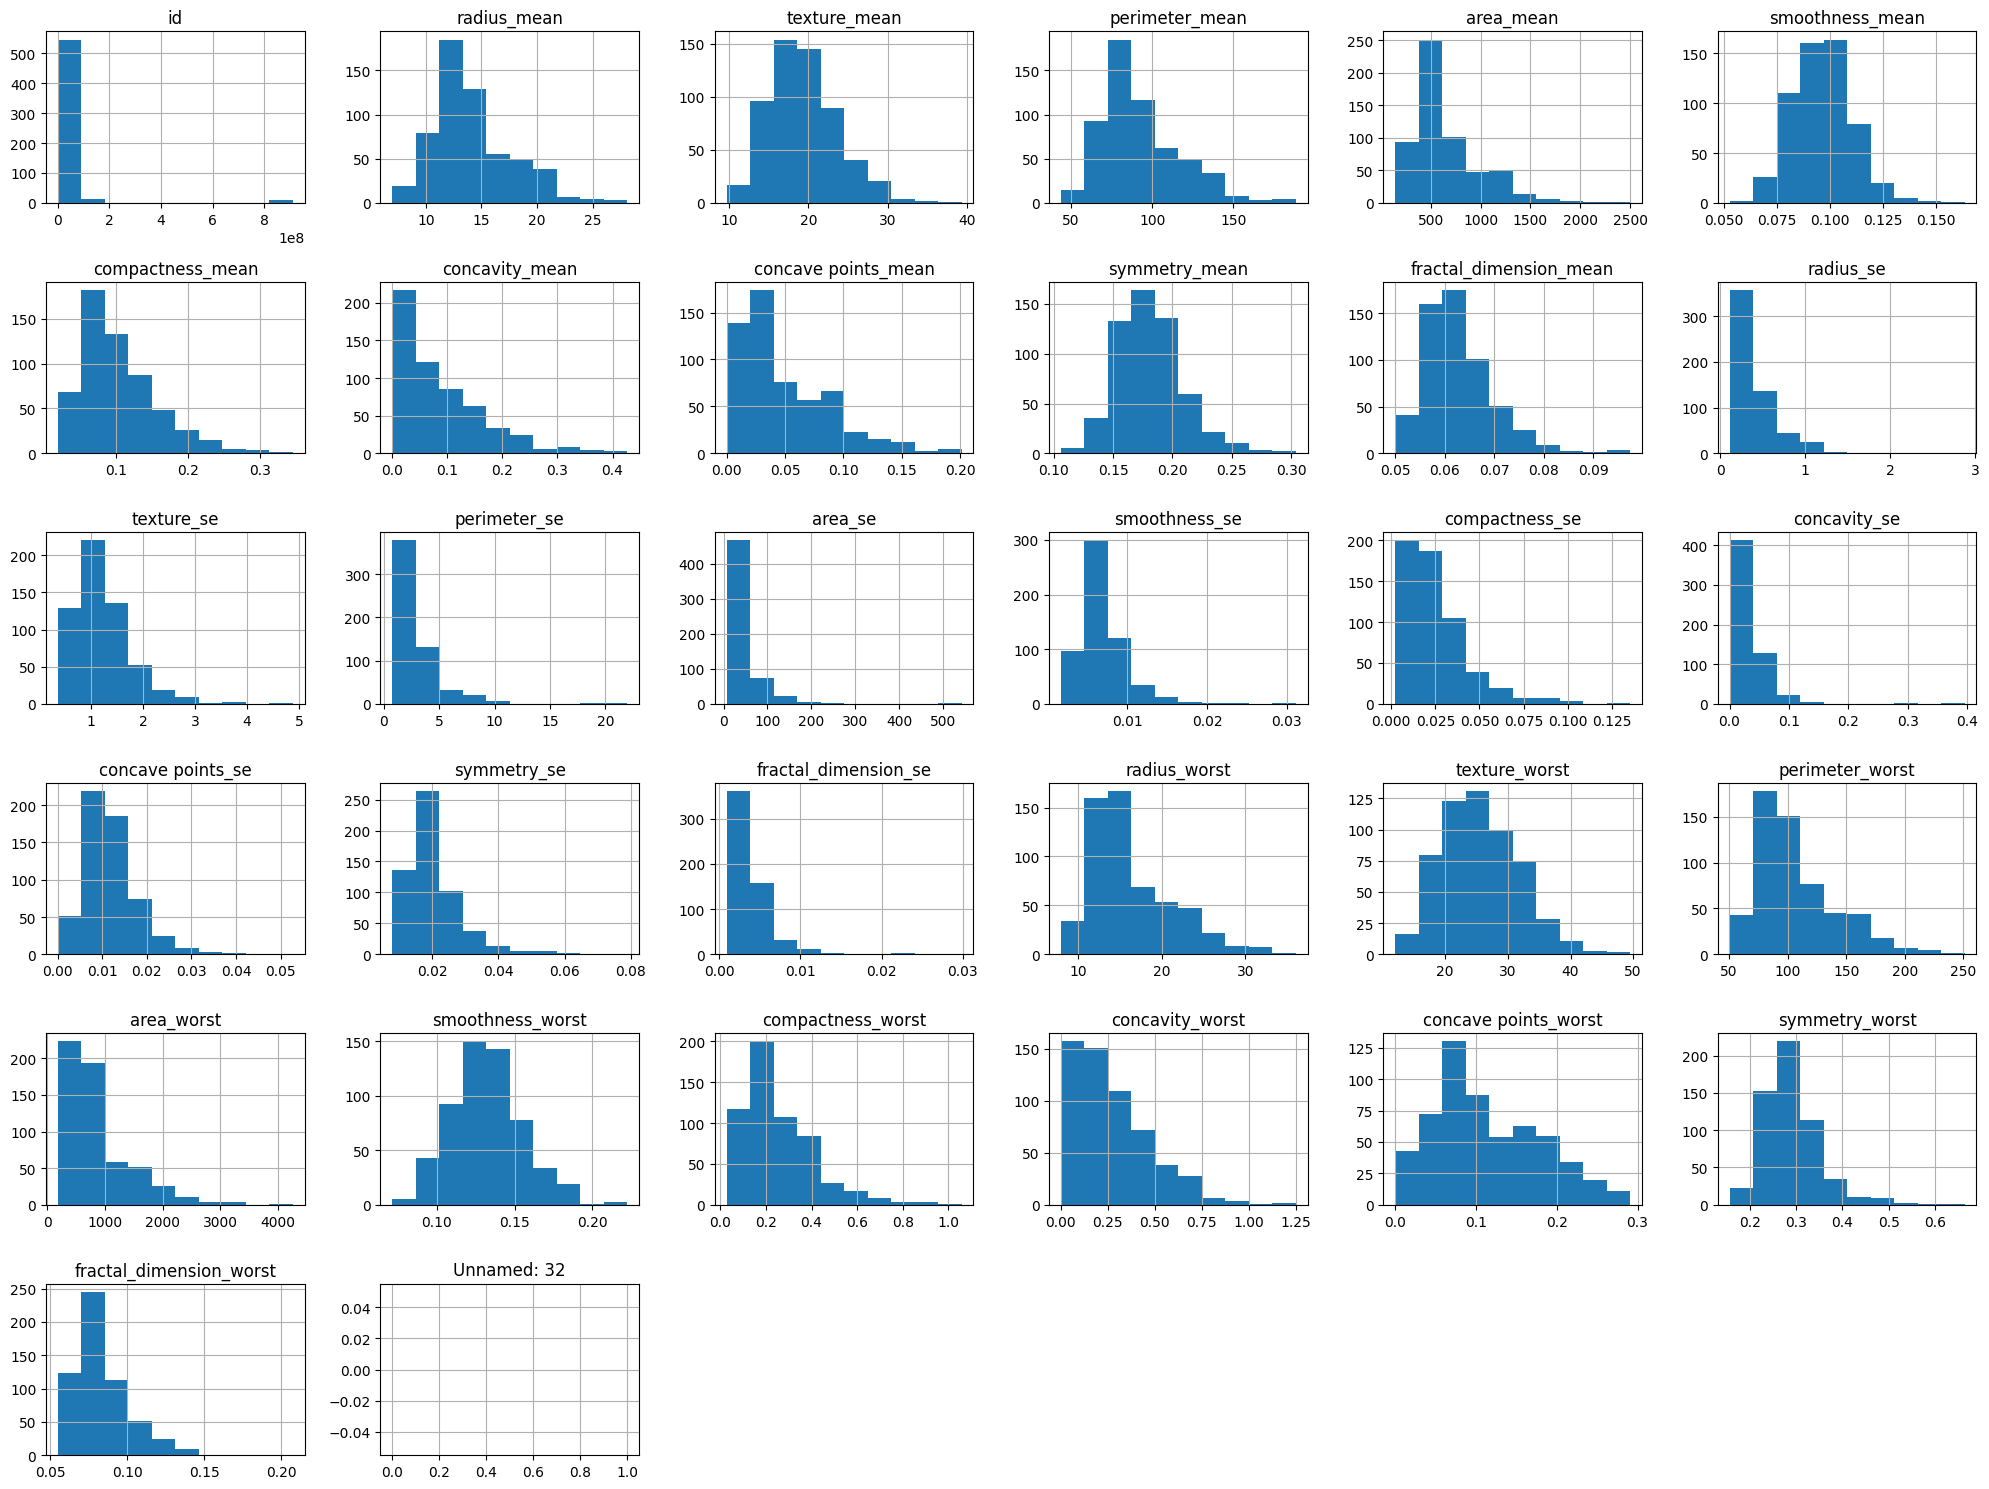 id radius_mean texture_mean perimeter_mean area_mean smoothness_mean
500 400 300 200 100 0
0 2 4 6 8
1e8
150 100 50 0
10 15 20 25
150 100 50 0
10 20 30 40
150 100 50 0
50 100 150
250 200 150 100 50 0
500 1000 1500 2000 2500
150 100 50 0
0.050 0.075 0.100 0.125 0.150
compactness_mean concavity_mean concave points_mean symmetry_mean fractal_dimension_mean radius_se
150 100 50 0
0.1 0.2 0.3
200 150 100 50 0
0.0 0.1 0.2 0.3 0.4
150 100 50 0
0.00 0.05 0.10 0.15 0.20
150 100 50 0
0.10 0.15 0.20 0.25 0.30
150 100 50 0
0.05 0.06 0.07 0.08 0.09
300 200 100 0
0 1 2 3
texture_se perimeter_se area_se smoothness_se compactness_se concavity_se
200 150 100 50 0
1 2 3 4 5
300 200 100 0
0 5 10 15 20
400 300 200 100 0
0 100 200 300 400 500
300 200 100 0
0.01 0.02 0.03
200 150 100 50 0
0.000 0.025 0.050 0.075 0.100 0.125
400 300 200 100 0
0.0 0.1 0.2 0.3 0.4
concave points_se symmetry_se fractal_dimension_se radius_worst texture_worst perimeter_worst
200 150 100 50 0
0.00 0.01 0.02 0.03 0.04 0.05
250 200 150 100 50 0
0.02 0.04 0.06 0.08
300 200 100 0
0.00 0.01 0.02 0.03
150 100 50 0
10 20 30
125 100 75 50 25 0
20 30 40 50
150 100 50 0
50 100 150 200 250
area_worst smoothness_worst compactness_worst concavity_worst concave points_worst symmetry_worst
200 150 100 50 0
0 1000 2000 3000 4000
150 100 50 0
0.10 0.15 0.20
200 150 100 50 0
0.0 0.2 0.4 0.6 0.8 1.0
150 100 50 0
0.00 0.25 0.50 0.75 1.00 1.25
125 100 75 50 25 0
0.0 0.1 0.2 0.3
200 150 100 50 0
0.2 0.3 0.4 0.5 0.6
fractal_dimension_worst Unnamed: 32
250 200 150 100 50 0
0.05 0.10 0.15 0.20
0.04 0.02 0.00 −0.02 −0.04
0.0 0.2 0.4 0.6 0.8 1.0